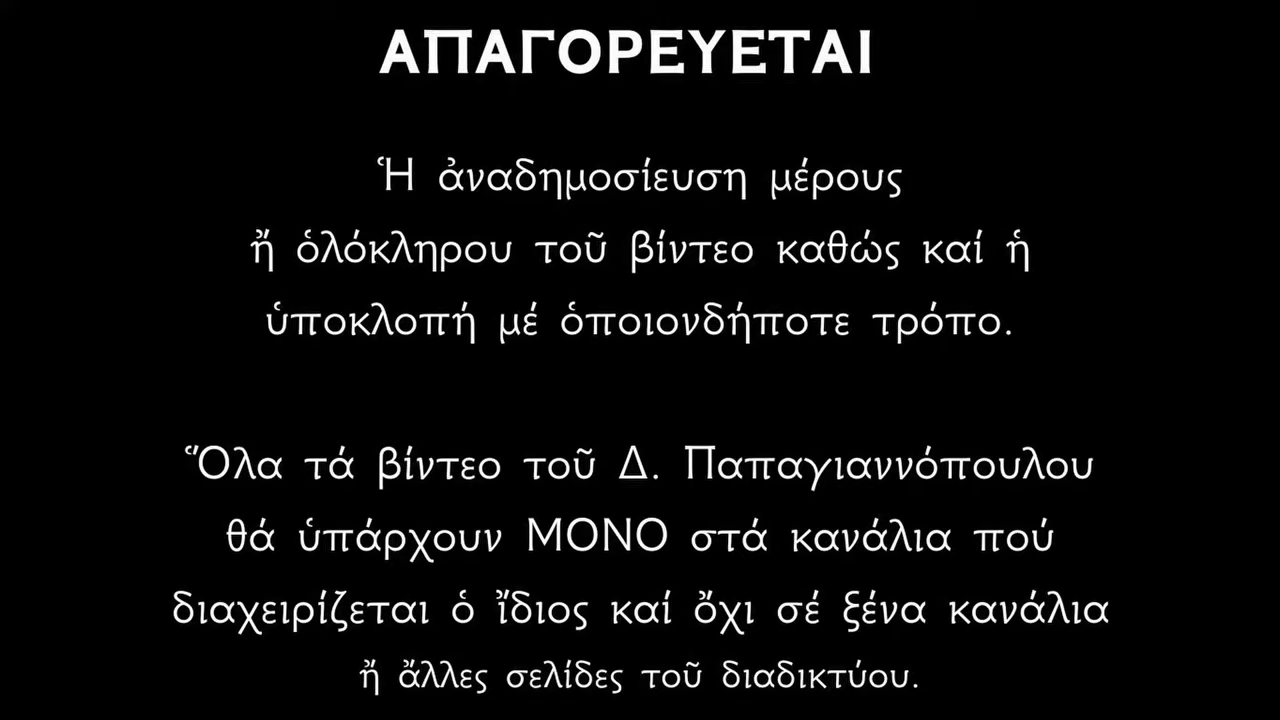 ΑΠΑΓΟΡΕΥΕΤΑΙ
Ἡ ἀναδημοσίευση μέρους
ἤ ὁλόκληρου τοῦ βίντεο καθώς καί ἡ
ὑποκλοπή μέ ὁποιονδήποτε τρόπο.
Ὅλα τά βίντεο τοῦ Δ. Παπαγιαννόπουλου
θά ὑπάρχουν ΜΟΝΟ στά κανάλια πού
διαχειρίζεται ὁ ἴδιος καί ὄχι σέ ξένα κανάλια
ἤ ἄλλες σελίδες τοῦ διαδικτύου.